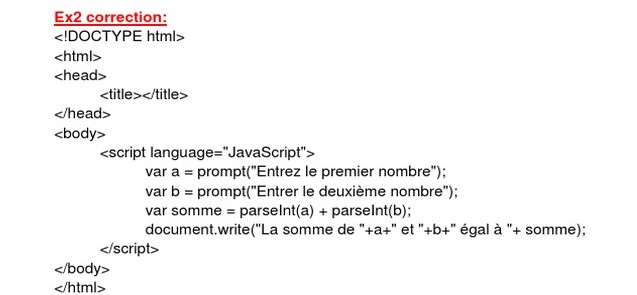 Ex2 correction:
<!DOCTYPE html>
<html>
<head>
<title></title>
</head>
<body>
<script language="JavaScript">
var a = prompt("Entrez le premier nombre");
var b = prompt("Entrer le deuxième nombre");
var somme = parseInt(a) + parseInt(b);
document.write("La somme de "+a+" et "+b+" égal à "+ somme);
</script>
</body>
</html>